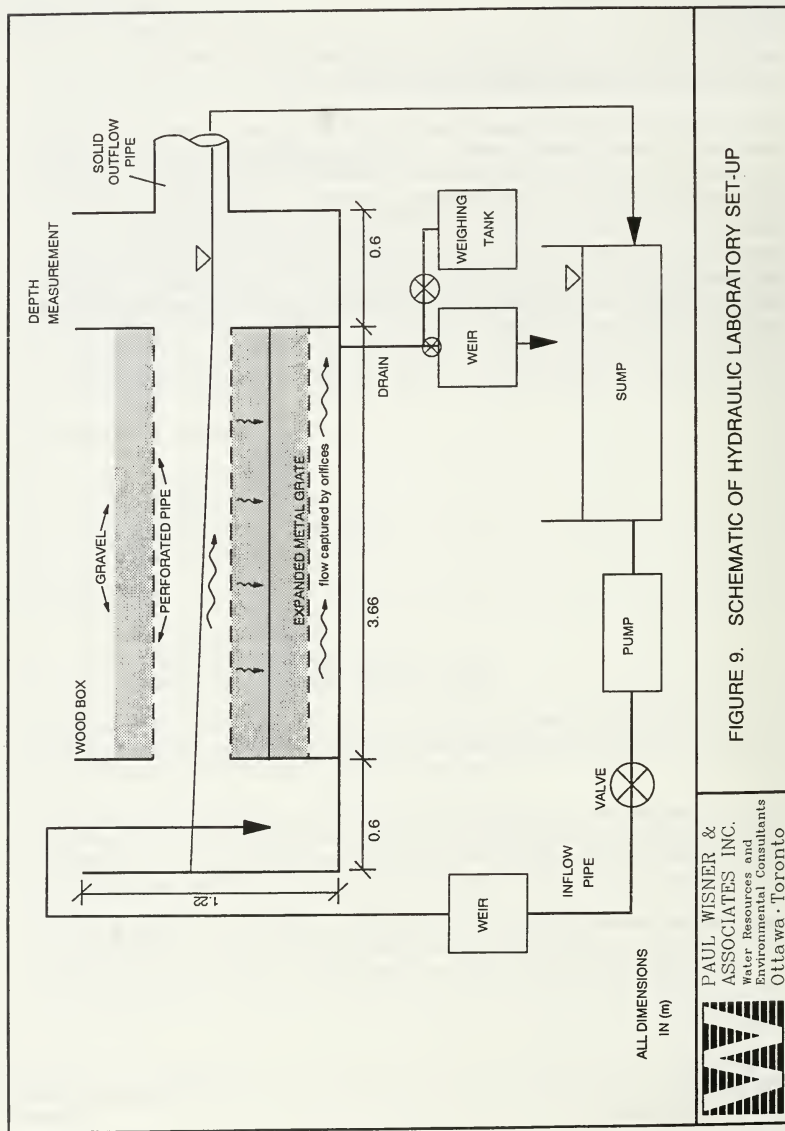 DEPTH
MEASUREMENT
SOLID
OUTFLOW
PIPE
WOOD BOX
GRAVEL
PERFORATED PIPE
EXPANDED METAL GRATE
flow captured by orifices
1.22
0.6
3.66
0.6
DRAIN
WEIGHING
TANK
WEIR
SUMP
PUMP
VALVE
INFLOW
PIPE
WEIR
ALL DIMENSIONS
IN (m)
W
PAUL WISNER &
ASSOCIATES INC.
Water Resources and
Environmental Consultants
Ottawa · Toronto
FIGURE 9. SCHEMATIC OF HYDRAULIC LABORATORY SET-UP